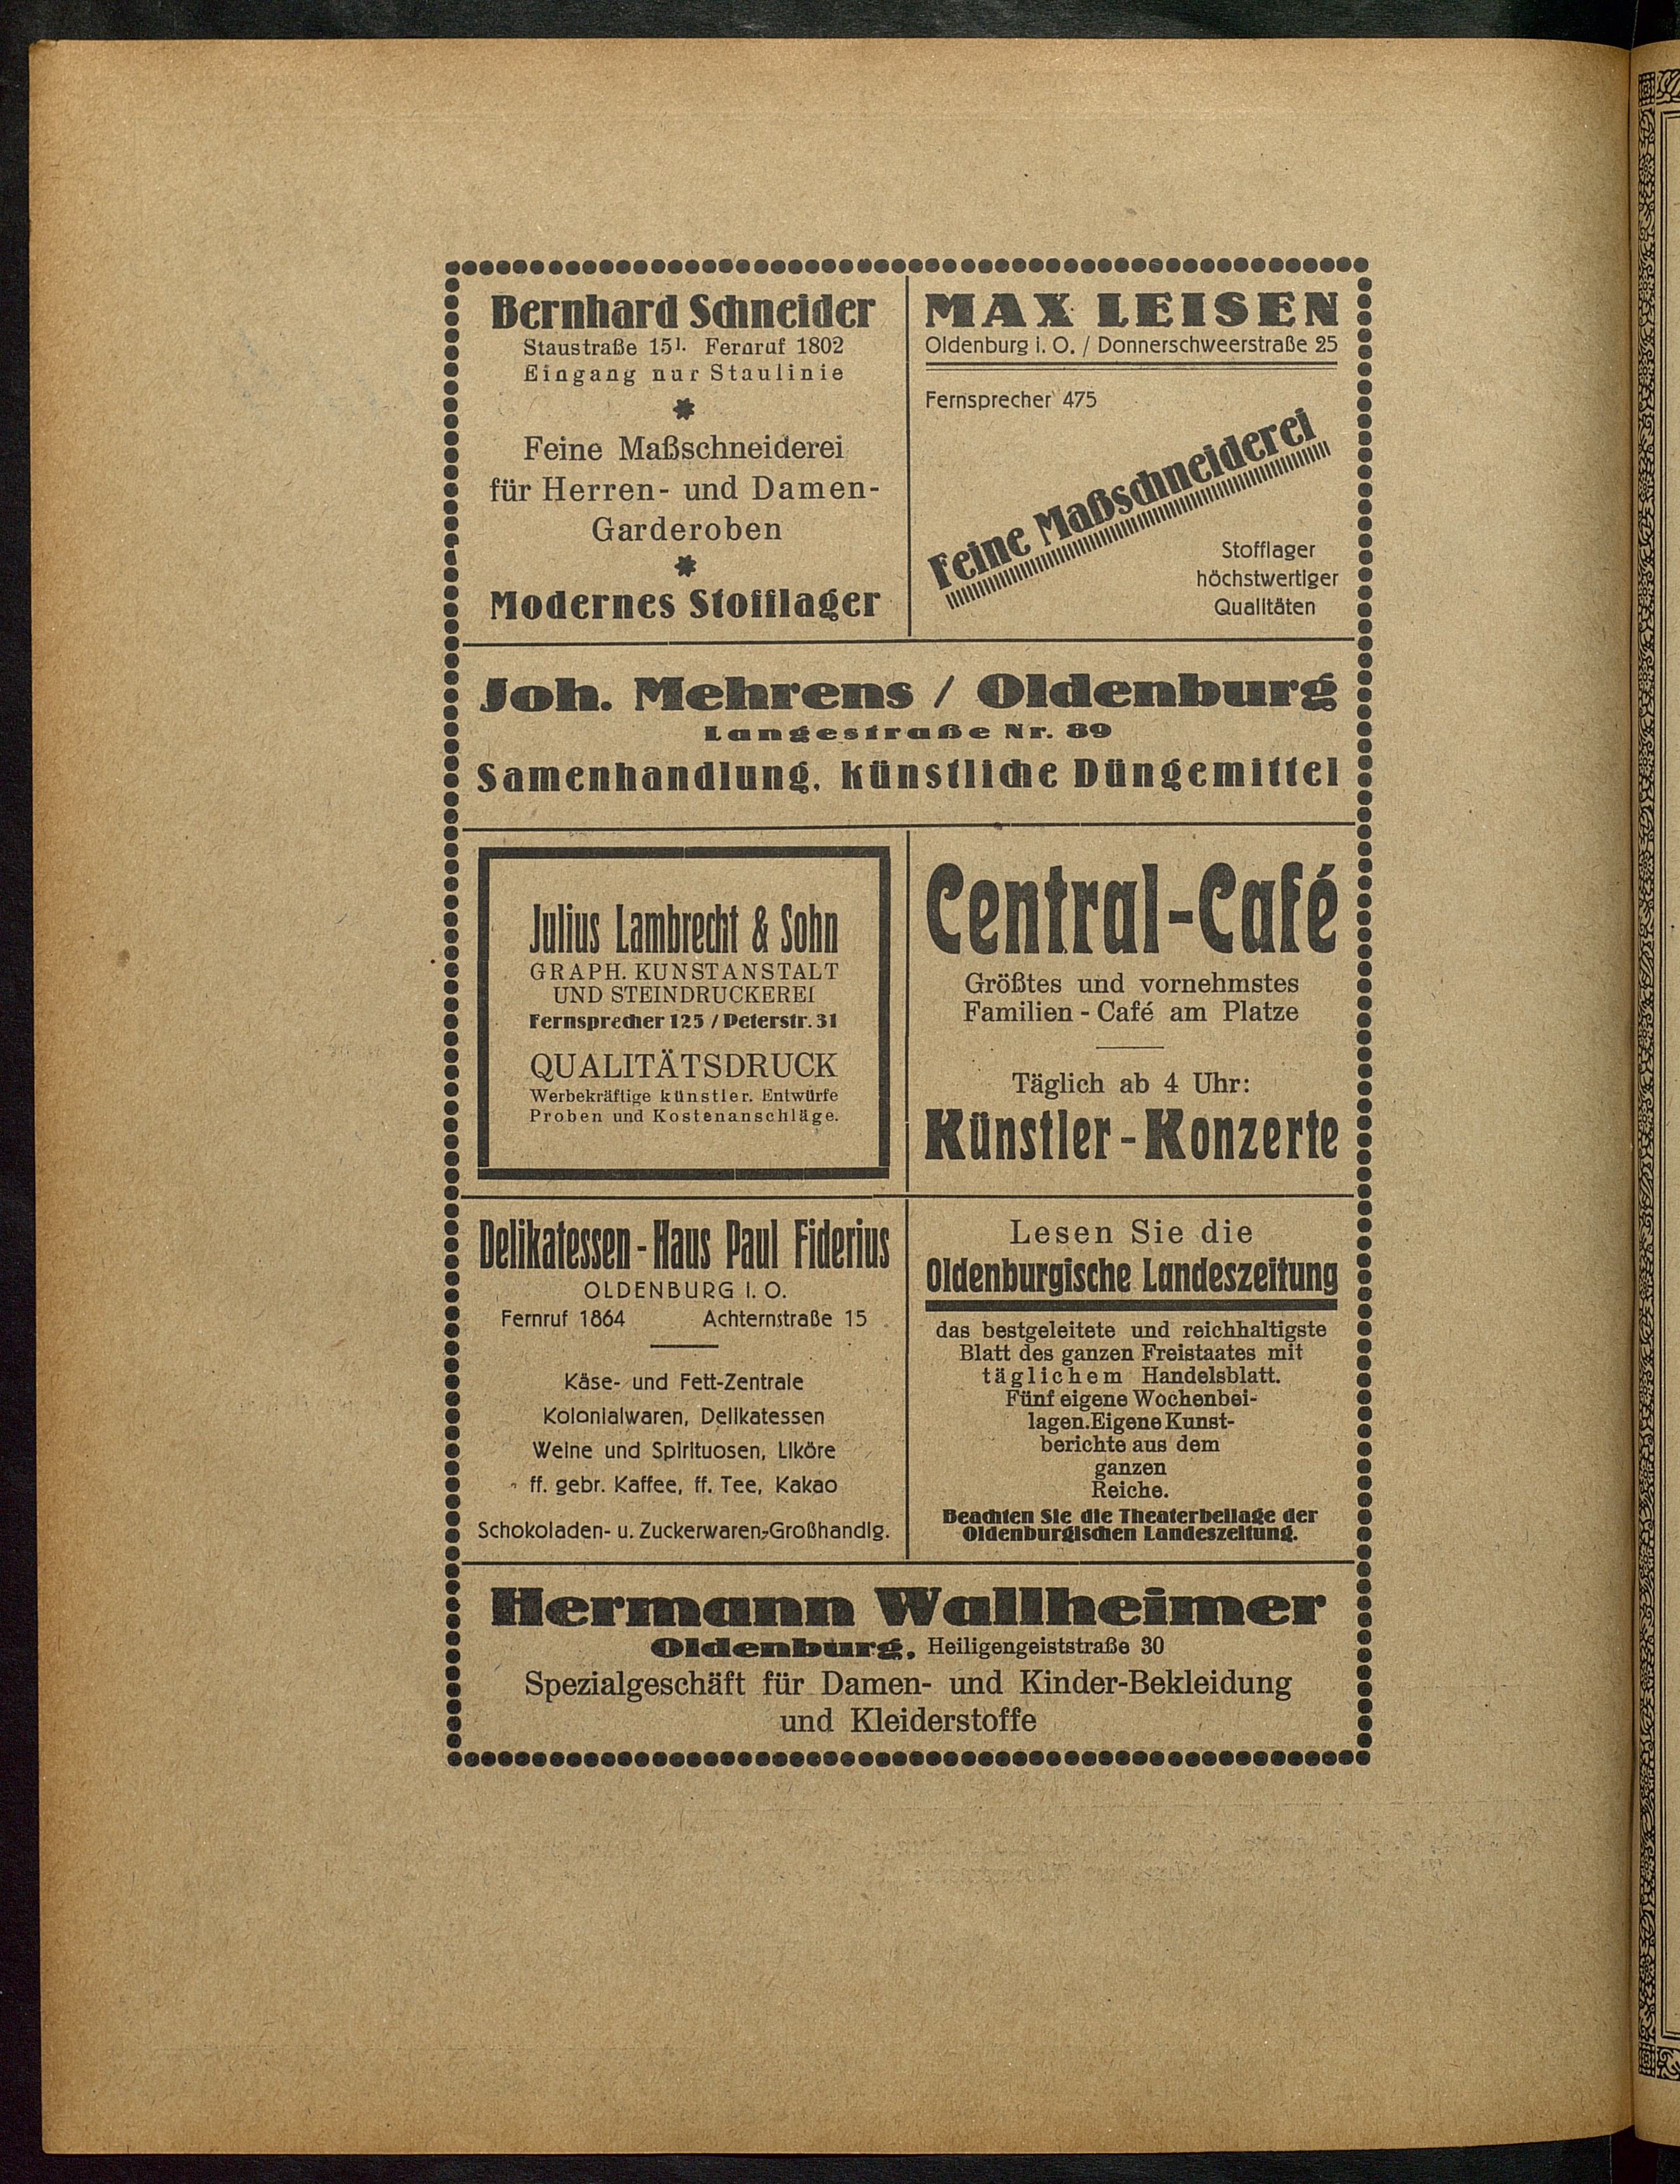 Bernhard Schneider
Staustraße 15¹. Fernruf 1802
Eingang nur Staulinie
*
Feine Maßschneiderei
für Herren- und Damen-
Garderoben
*
Modernes Stofflager
MAX LEISEN
Oldenburg i. O. / Donnerschweerstraße 25
Fernsprecher 475
Feine Maßschneiderei
Stofflager
höchstwertiger
Qualitäten
Joh. Mehrens / Oldenburg
Langestraße Nr. 89
Samenhandlung, künstliche Düngemittel
Julius Lambrecht & Sohn
GRAPH. KUNSTANSTALT
UND STEINDRUCKEREI
Fernsprecher 125 / Peterstr. 31
QUALITÄTSDRUCK
Werbekräftige künstler. Entwürfe
Proben und Kostenanschläge.
Central-Café
Größtes und vornehmstes
Familien - Café am Platze
Täglich ab 4 Uhr:
Künstler - Konzerte
Delikatessen - Haus Paul Fiderius
OLDENBURG I. O.
Fernruf 1864 Achternstraße 15
Käse- und Fett-Zentrale
Kolonialwaren, Delikatessen
Weine und Spirituosen, Liköre
ff. gebr. Kaffee, ff. Tee, Kakao
Schokoladen- u. Zuckerwaren-Großhandlg.
Lesen Sie die
Oldenburgische Landeszeitung
das bestgeleitete und reichhaltigste
Blatt des ganzen Freistaates mit
täglichem Handelsblatt.
Fünf eigene Wochenbei-
lagen. Eigene Kunst-
berichte aus dem
ganzen
Reiche.
Beachten Sie die Theaterbeilage der
Oldenburgischen Landeszeitung.
Hermann Wallheimer
Oldenburg, Heiligengeiststraße 30
Spezialgeschäft für Damen- und Kinder-Bekleidung
und Kleiderstoffe